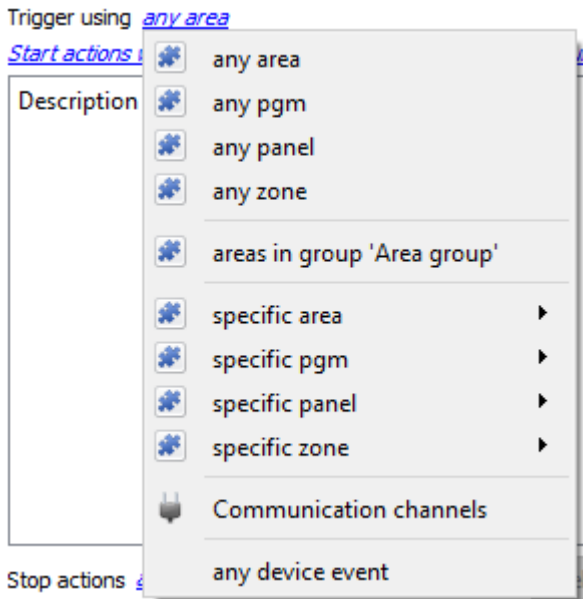 Trigger using any area
Start actions
any area
Description
any pgm
any panel
any zone
areas in group 'Area group'
specific area
specific pgm
specific panel
specific zone
Communication channels
any device event
Stop actions